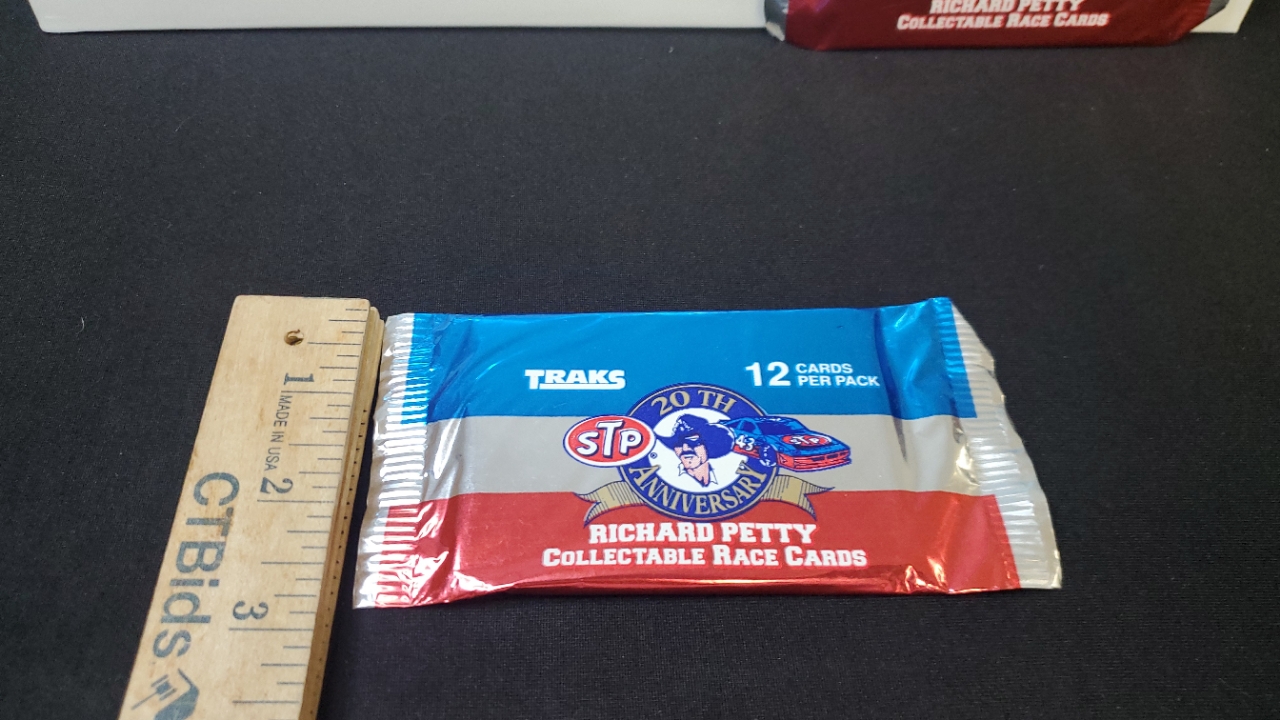 RICHARD PETTY
COLLECTABLE RACE CARDS
1
MADE IN USA
2
CTBids
3
TRAKS
12 CARDS
PER PACK
20 TH
STP
43
STP
ANNIVERSARY
RICHARD PETTY
COLLECTABLE RACE CARDS